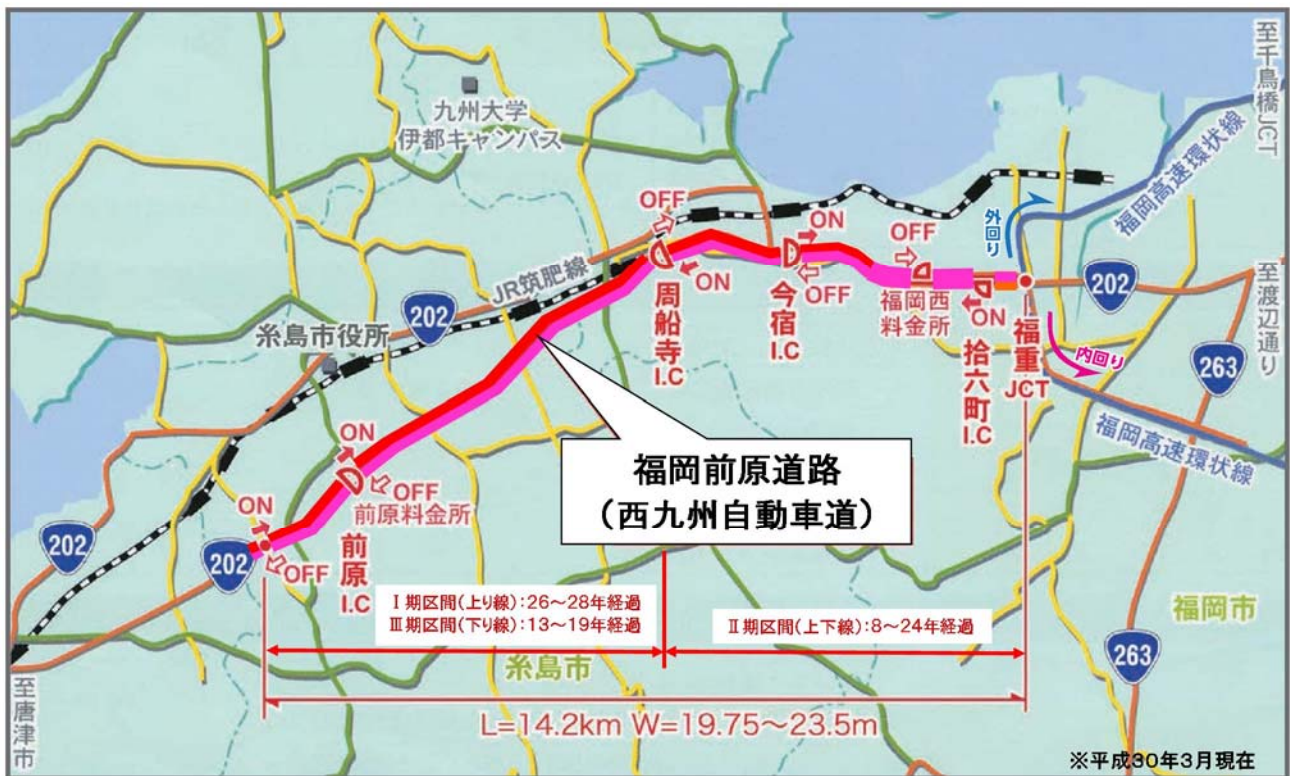 至千鳥橋JCT
九州大学
伊都キャンパス
福岡高速環状線
外回り
OFF
ON
ON
OFF
OFF
ON
JR筑肥線
周船寺
I.C
今宿
I.C
福岡西
料金所
拾六町
I.C
福重
JCT
202
至渡辺通り
内回り
263
福岡高速環状線
202
糸島市役所
福岡前原道路
(西九州自動車道)
ON
OFF
前原料金所
前原
I.C
ON
OFF
202
202
Ⅰ期区間(上り線):26~28年経過
Ⅲ期区間(下り線):13~19年経過
Ⅱ期区間(上下線):8~24年経過
福岡市
263
糸島市
至唐津市
L=14.2km W=19.75~23.5m
※平成30年3月現在